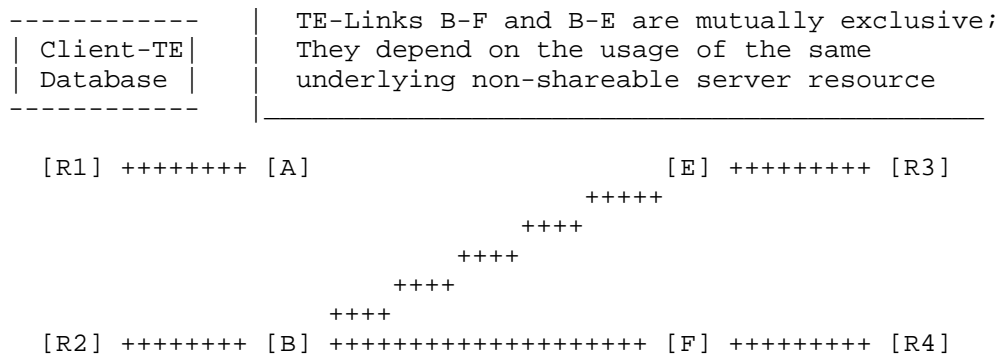 ------------   |  TE-Links B-F and B-E are mutually exclusive;
| Client-TE|   |  They depend on the usage of the same
| Database |   |  underlying non-shareable server resource
------------   |_____________________________________________
  [R1] ++++++++ [A]                      [E] +++++++++ [R3]
                                    +++++
                                ++++
                            ++++
                        ++++
                    ++++
  [R2] ++++++++ [B] ++++++++++++++++++++ [F] +++++++++ [R4]